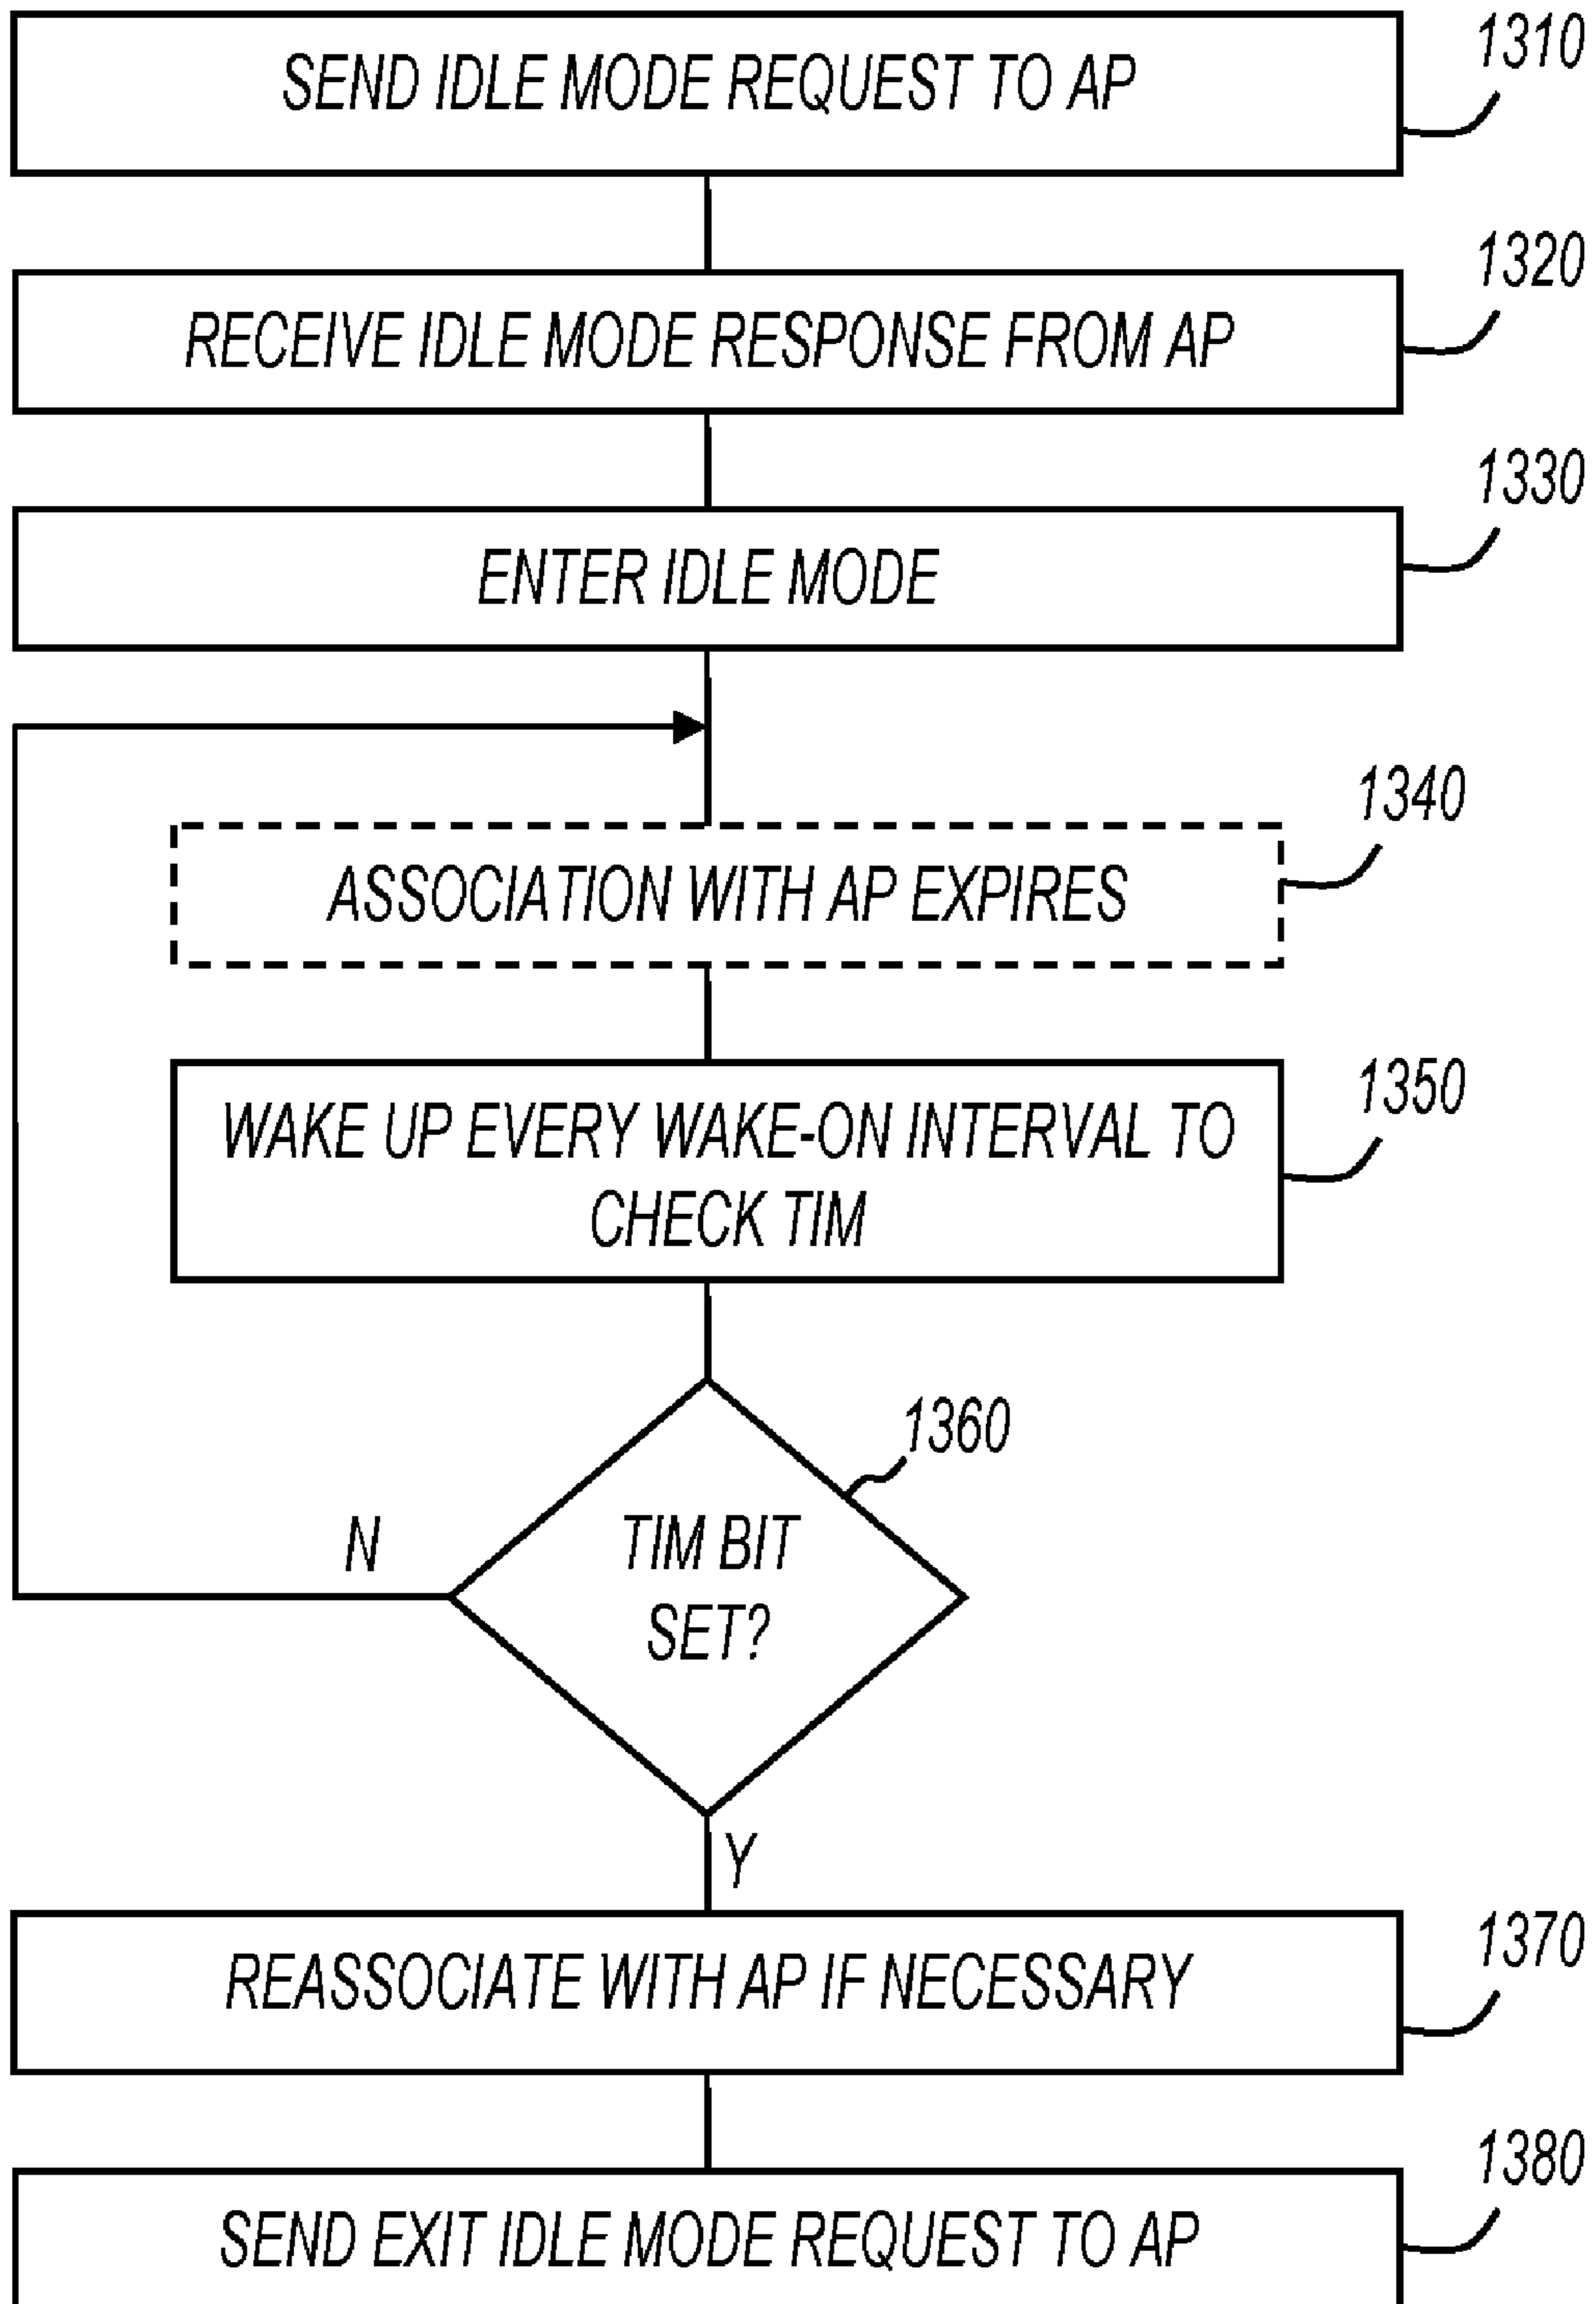 SEND IDLE MODE REQUEST TO AP
1310
RECEIVE IDLE MODE RESPONSE FROM AP
1320
ENTER IDLE MODE
1330
ASSOCIATION WITH AP EXPIRES
1340
WAKE UP EVERY WAKE-ON INTERVAL TO
CHECK TIM
1350
TIM BIT
SET?
1360
N
Y
REASSOCIATE WITH AP IF NECESSARY
1370
SEND EXIT IDLE MODE REQUEST TO AP
1380